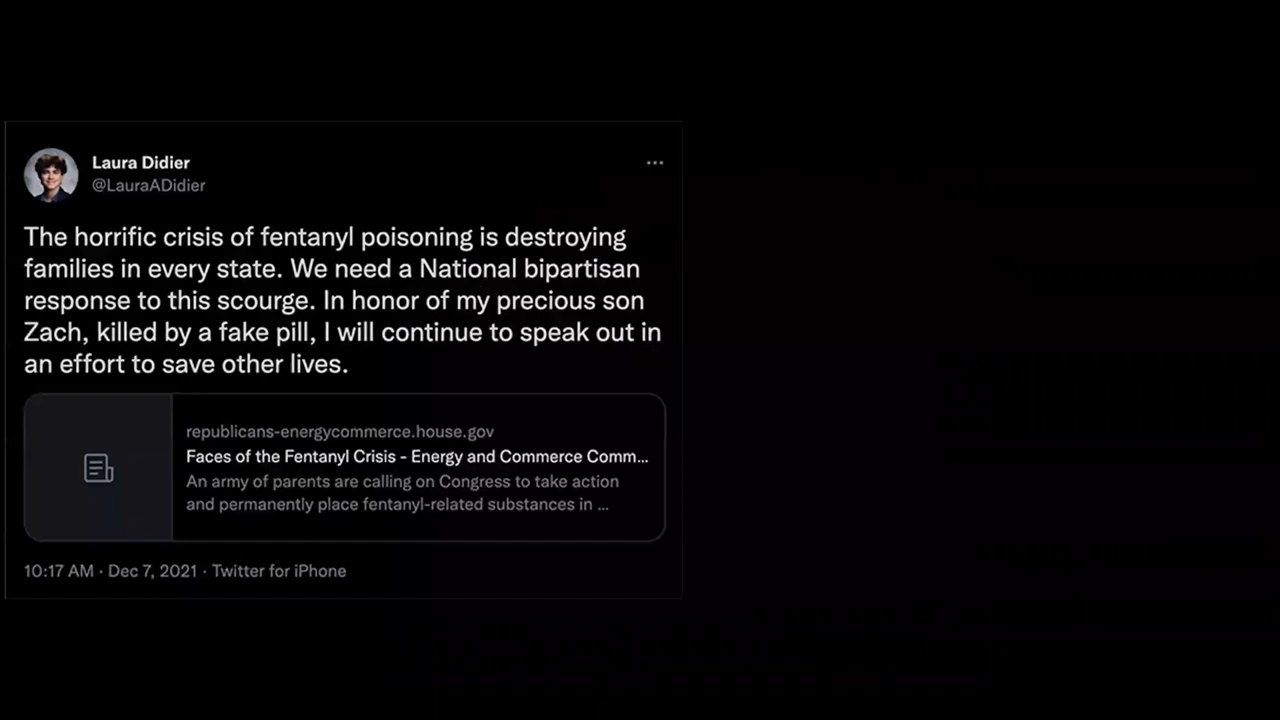 Laura Didier
@LauraADidier
The horrific crisis of fentanyl poisoning is destroying
families in every state. We need a National bipartisan
response to this scourge. In honor of my precious son
Zach, killed by a fake pill, I will continue to speak out in
an effort to save other lives.
republicans-energycommerce.house.gov
Faces of the Fentanyl Crisis - Energy and Commerce Comm...
An army of parents are calling on Congress to take action
and permanently place fentanyl-related substances in ...
10:17 AM · Dec 7, 2021 · Twitter for iPhone